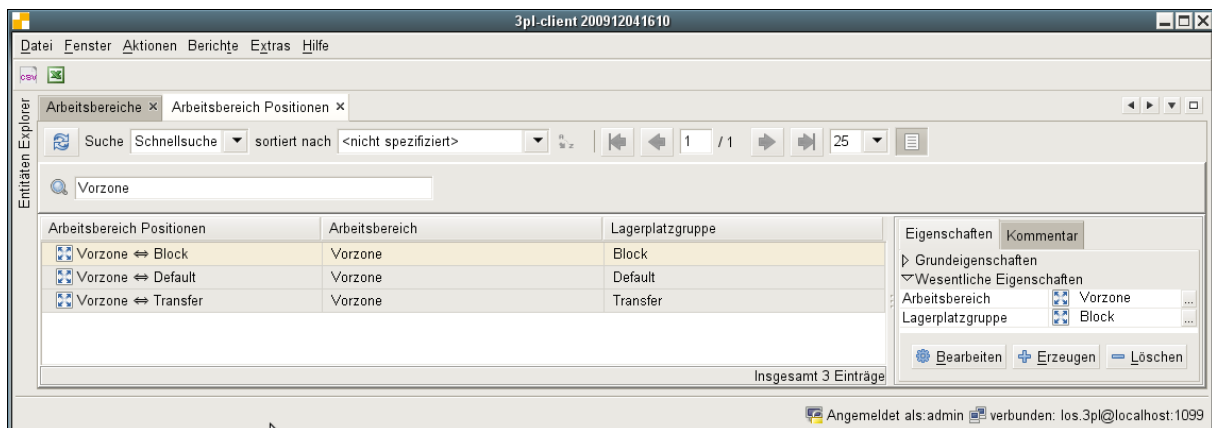 3pl-client 200912041610
Datei Fenster Aktionen Berichte Extras Hilfe
csv
Entitäten Explorer
Arbeitsbereiche × Arbeitsbereich Positionen ×
Suche Schnellsuche sortiert nach <nicht spezifiziert> 1 / 1 25
Vorzone
Arbeitsbereich Positionen Arbeitsbereich Lagerplatzgruppe
Vorzone ⇔ Block Vorzone Block
Vorzone ⇔ Default Vorzone Default
Vorzone ⇔ Transfer Vorzone Transfer
Insgesamt 3 Einträge
Eigenschaften Kommentar
Grundeigenschaften
Wesentliche Eigenschaften
Arbeitsbereich Vorzone ...
Lagerplatzgruppe Block ...
Bearbeiten Erzeugen Löschen
Angemeldet als:admin verbunden: los.3pl@localhost:1099